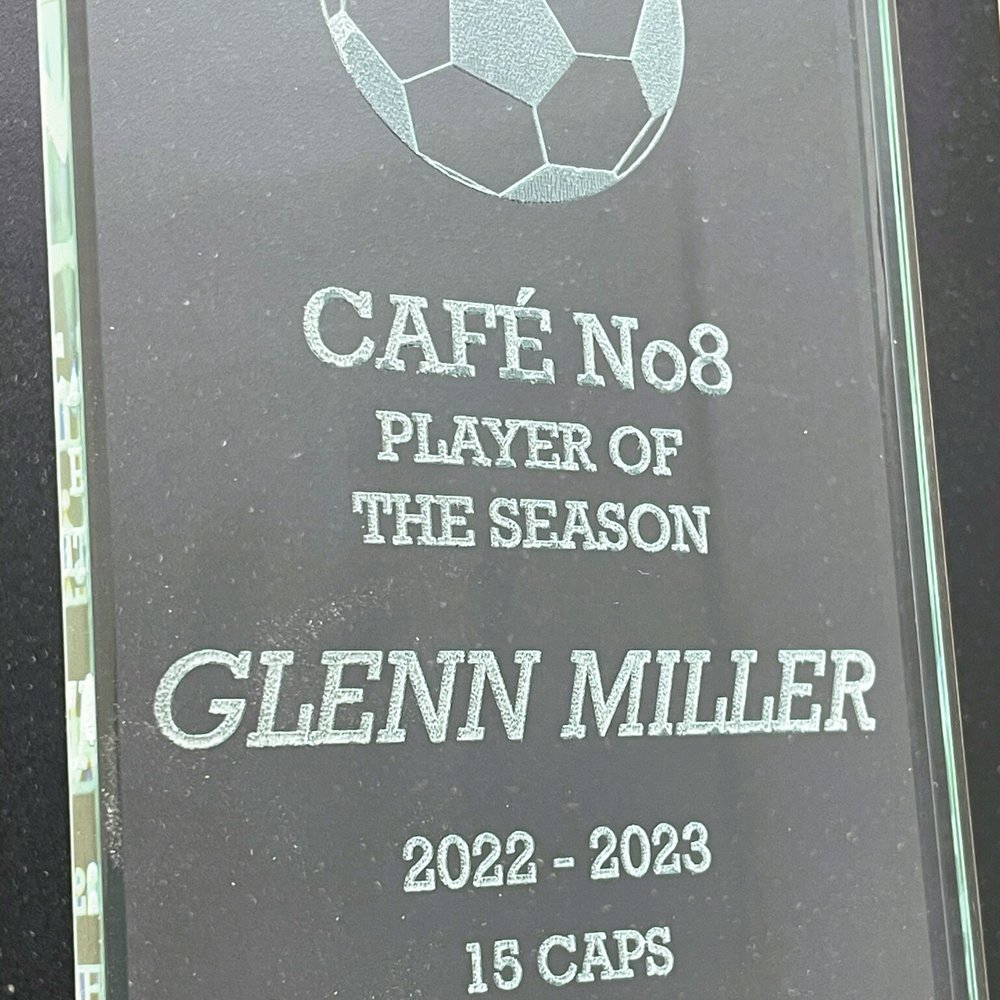 CAFÉ No8
PLAYER OF
THE SEASON
GLENN MILLER
2022 - 2023
15 CAPS